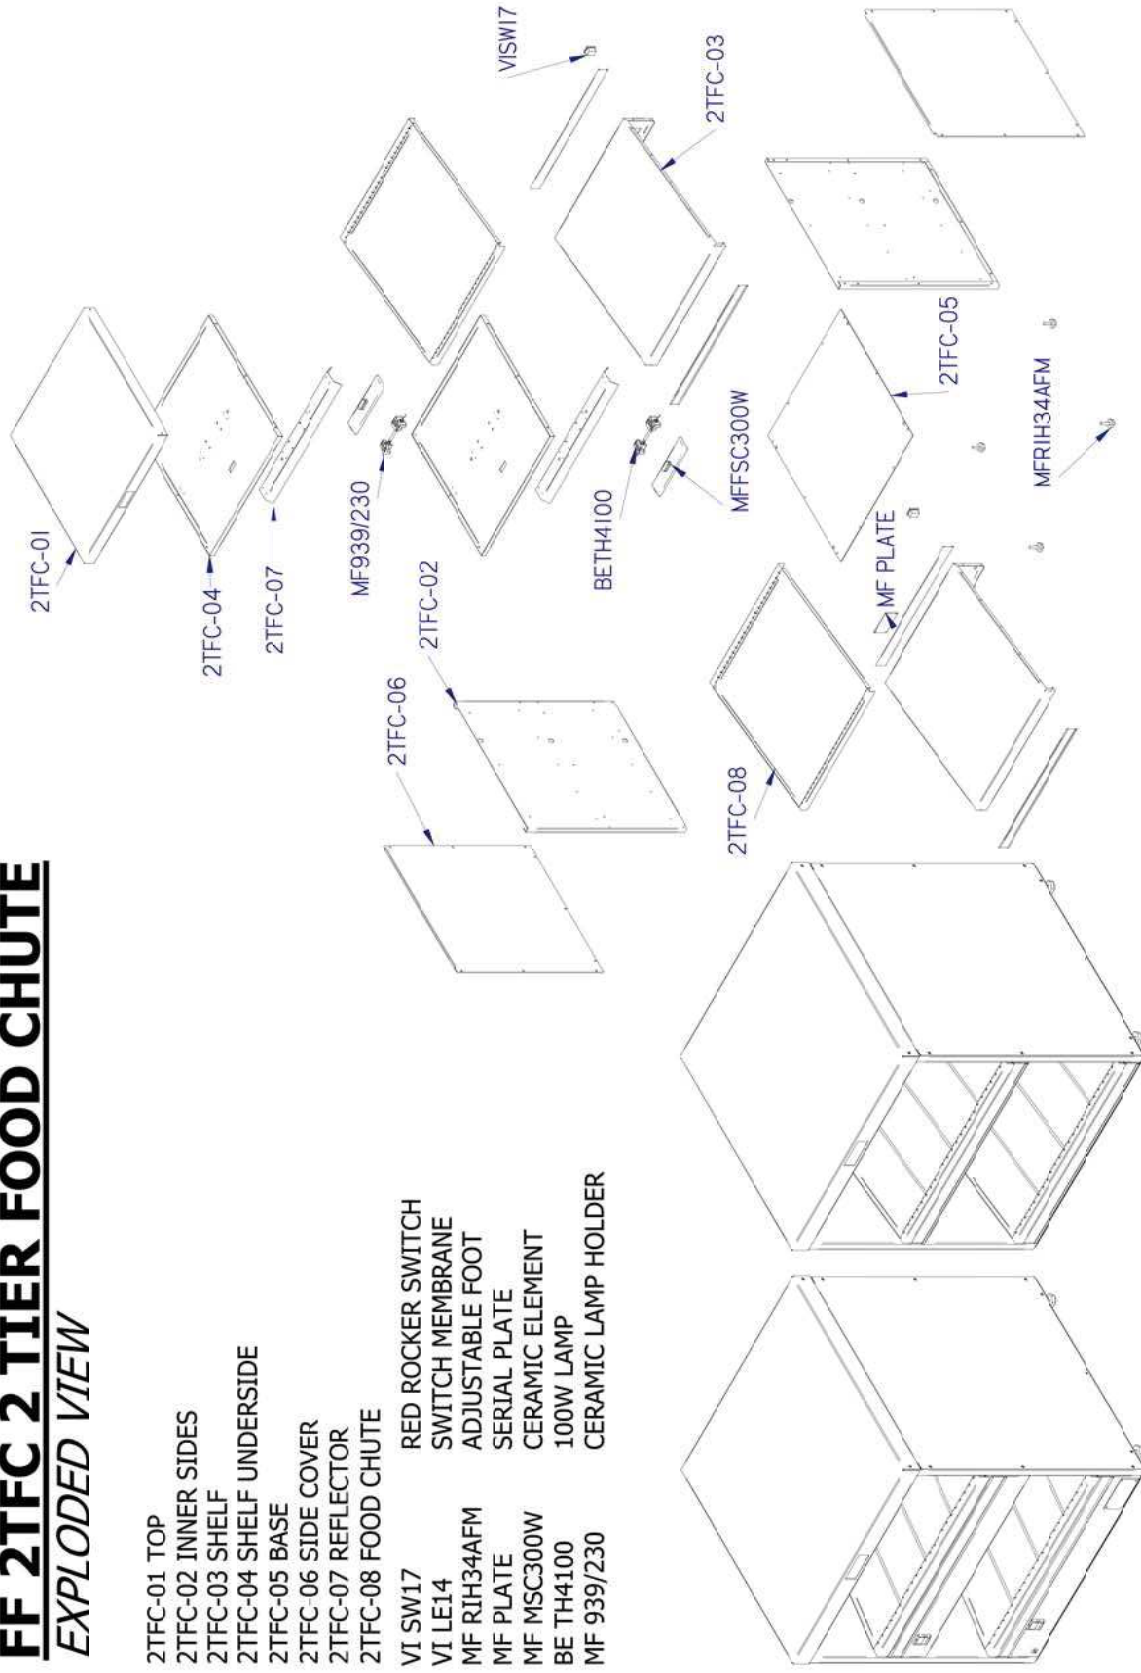 FF 2TFC 2 TIER FOOD CHUTE
EXPLODED VIEW
2TFC-01 TOP
2TFC-02 INNER SIDES
2TFC-03 SHELF
2TFC-04 SHELF UNDERSIDE
2TFC-05 BASE
2TFC-06 SIDE COVER
2TFC-07 REFLECTOR
2TFC-08 FOOD CHUTE
VI SW17 RED ROCKER SWITCH
VI LE14 SWITCH MEMBRANE
MF RIH34AFM ADJUSTABLE FOOT
MF PLATE SERIAL PLATE
MF MSC300W CERAMIC ELEMENT
BE TH4100 100W LAMP
MF 939/230 CERAMIC LAMP HOLDER
2TFC-01
2TFC-04
2TFC-07
MF939/230
2TFC-06
2TFC-02
VISW17
BETH4100
2TFC-03
MFFSC300W
2TFC-08
MF PLATE
2TFC-05
MFRIH34AFM